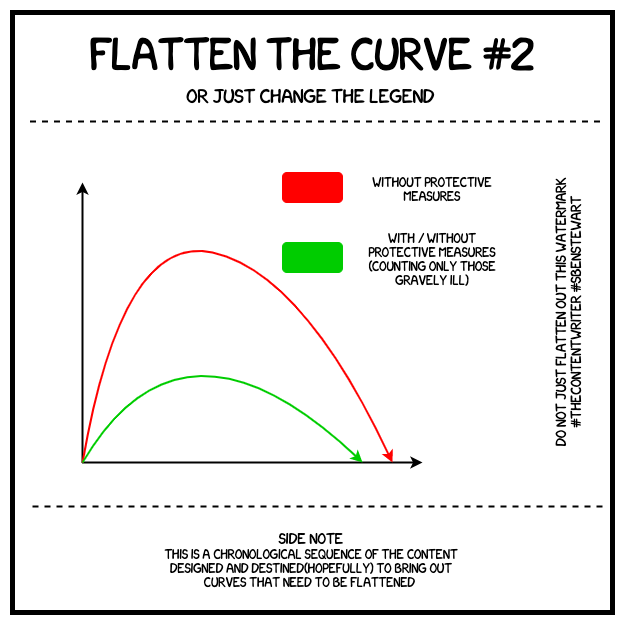 FLATTEN THE CURVE #2
OR JUST CHANGE THE LEGEND
WITHOUT PROTECTIVE
MEASURES
WITH / WITHOUT
PROTECTIVE MEASURES
(COUNTING ONLY THOSE
GRAVELY ILL)
DO NOT JUST FLATTEN OUT THIS WATERMARK
#THECONTENTWRITER #SBENSTEWART
SIDE NOTE
THIS IS A CHRONOLOGICAL SEQUENCE OF THE CONTENT
DESIGNED AND DESTINED(HOPEFULLY) TO BRING OUT
CURVES THAT NEED TO BE FLATTENED